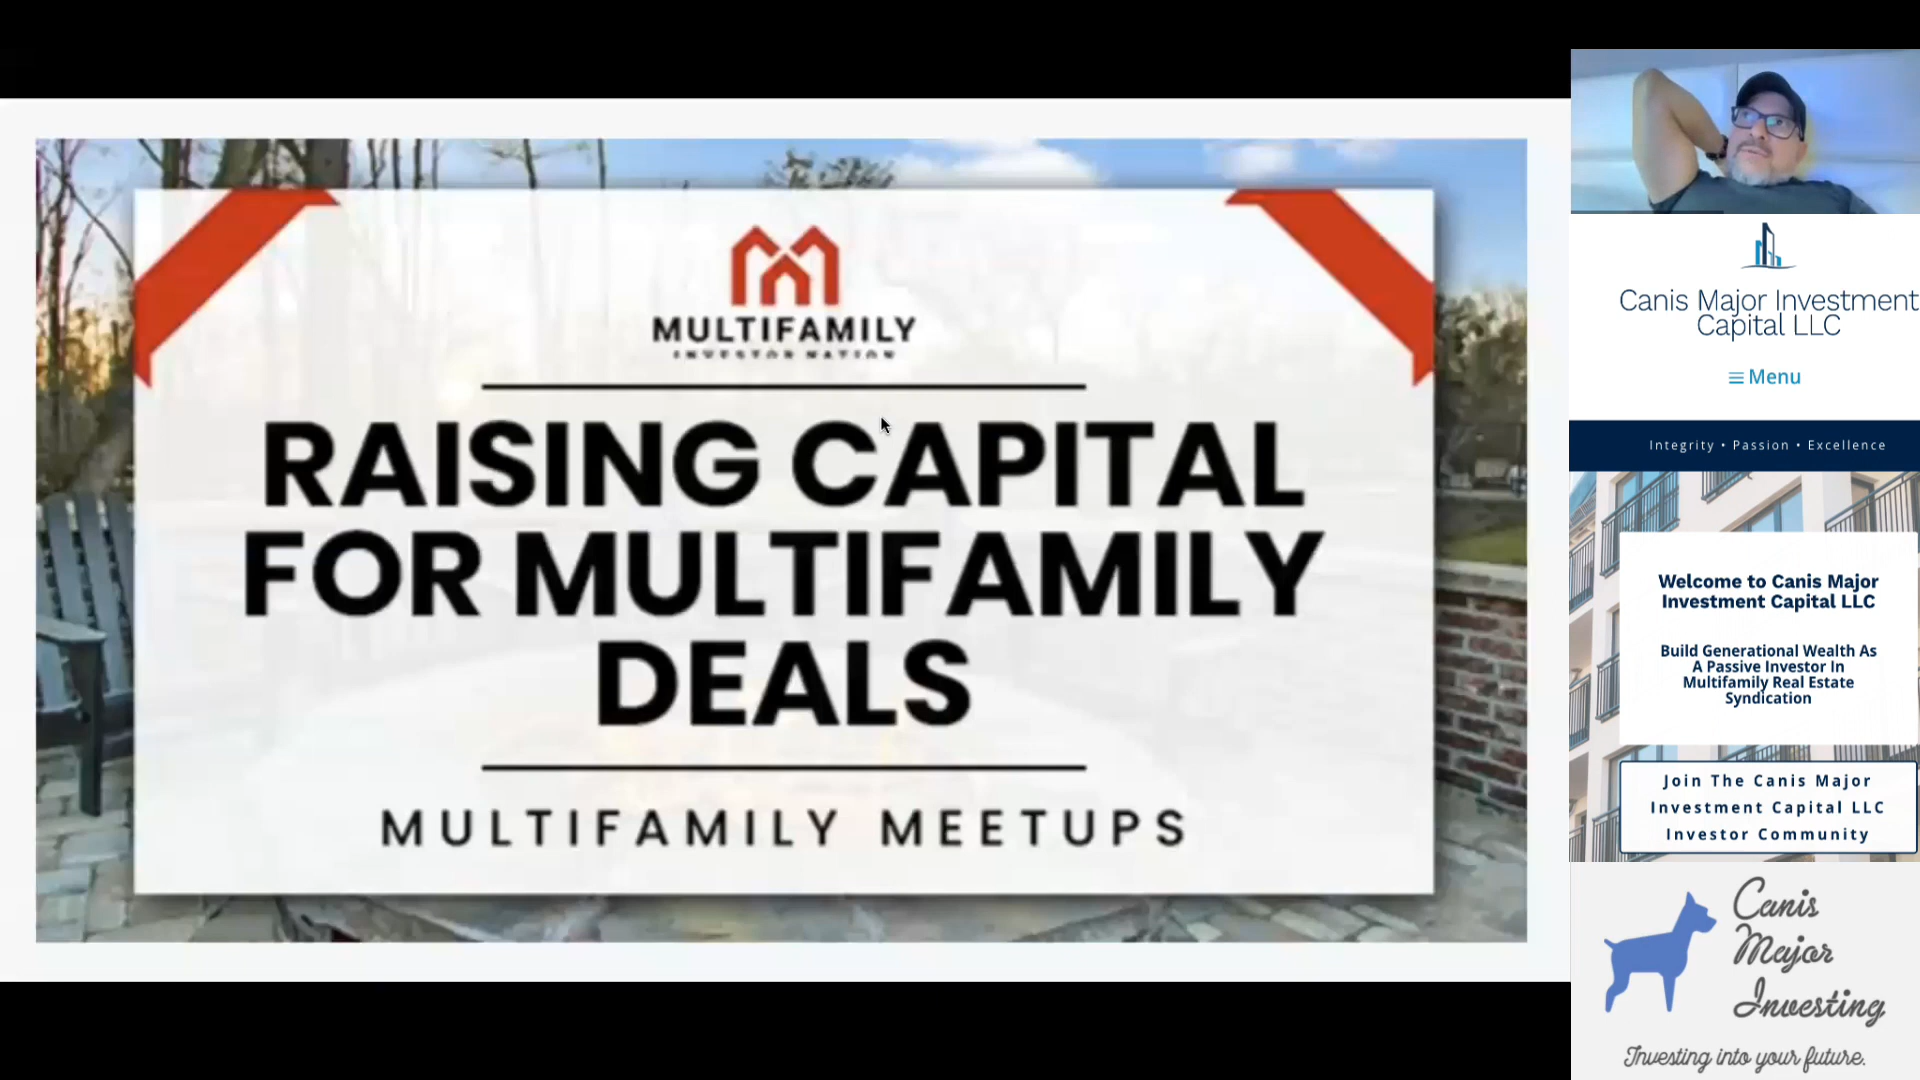 MULTIFAMILY
INVESTOR NATION
RAISING CAPITAL
FOR MULTIFAMILY
DEALS
MULTIFAMILY MEETUPS
Canis Major Investment
Capital LLC
Menu
Integrity • Passion • Excellence
Welcome to Canis Major
Investment Capital LLC
Build Generational Wealth As
A Passive Investor In
Multifamily Real Estate
Syndication
Join The Canis Major
Investment Capital LLC
Investor Community
Canis
Major
Investing
Investing into your future.